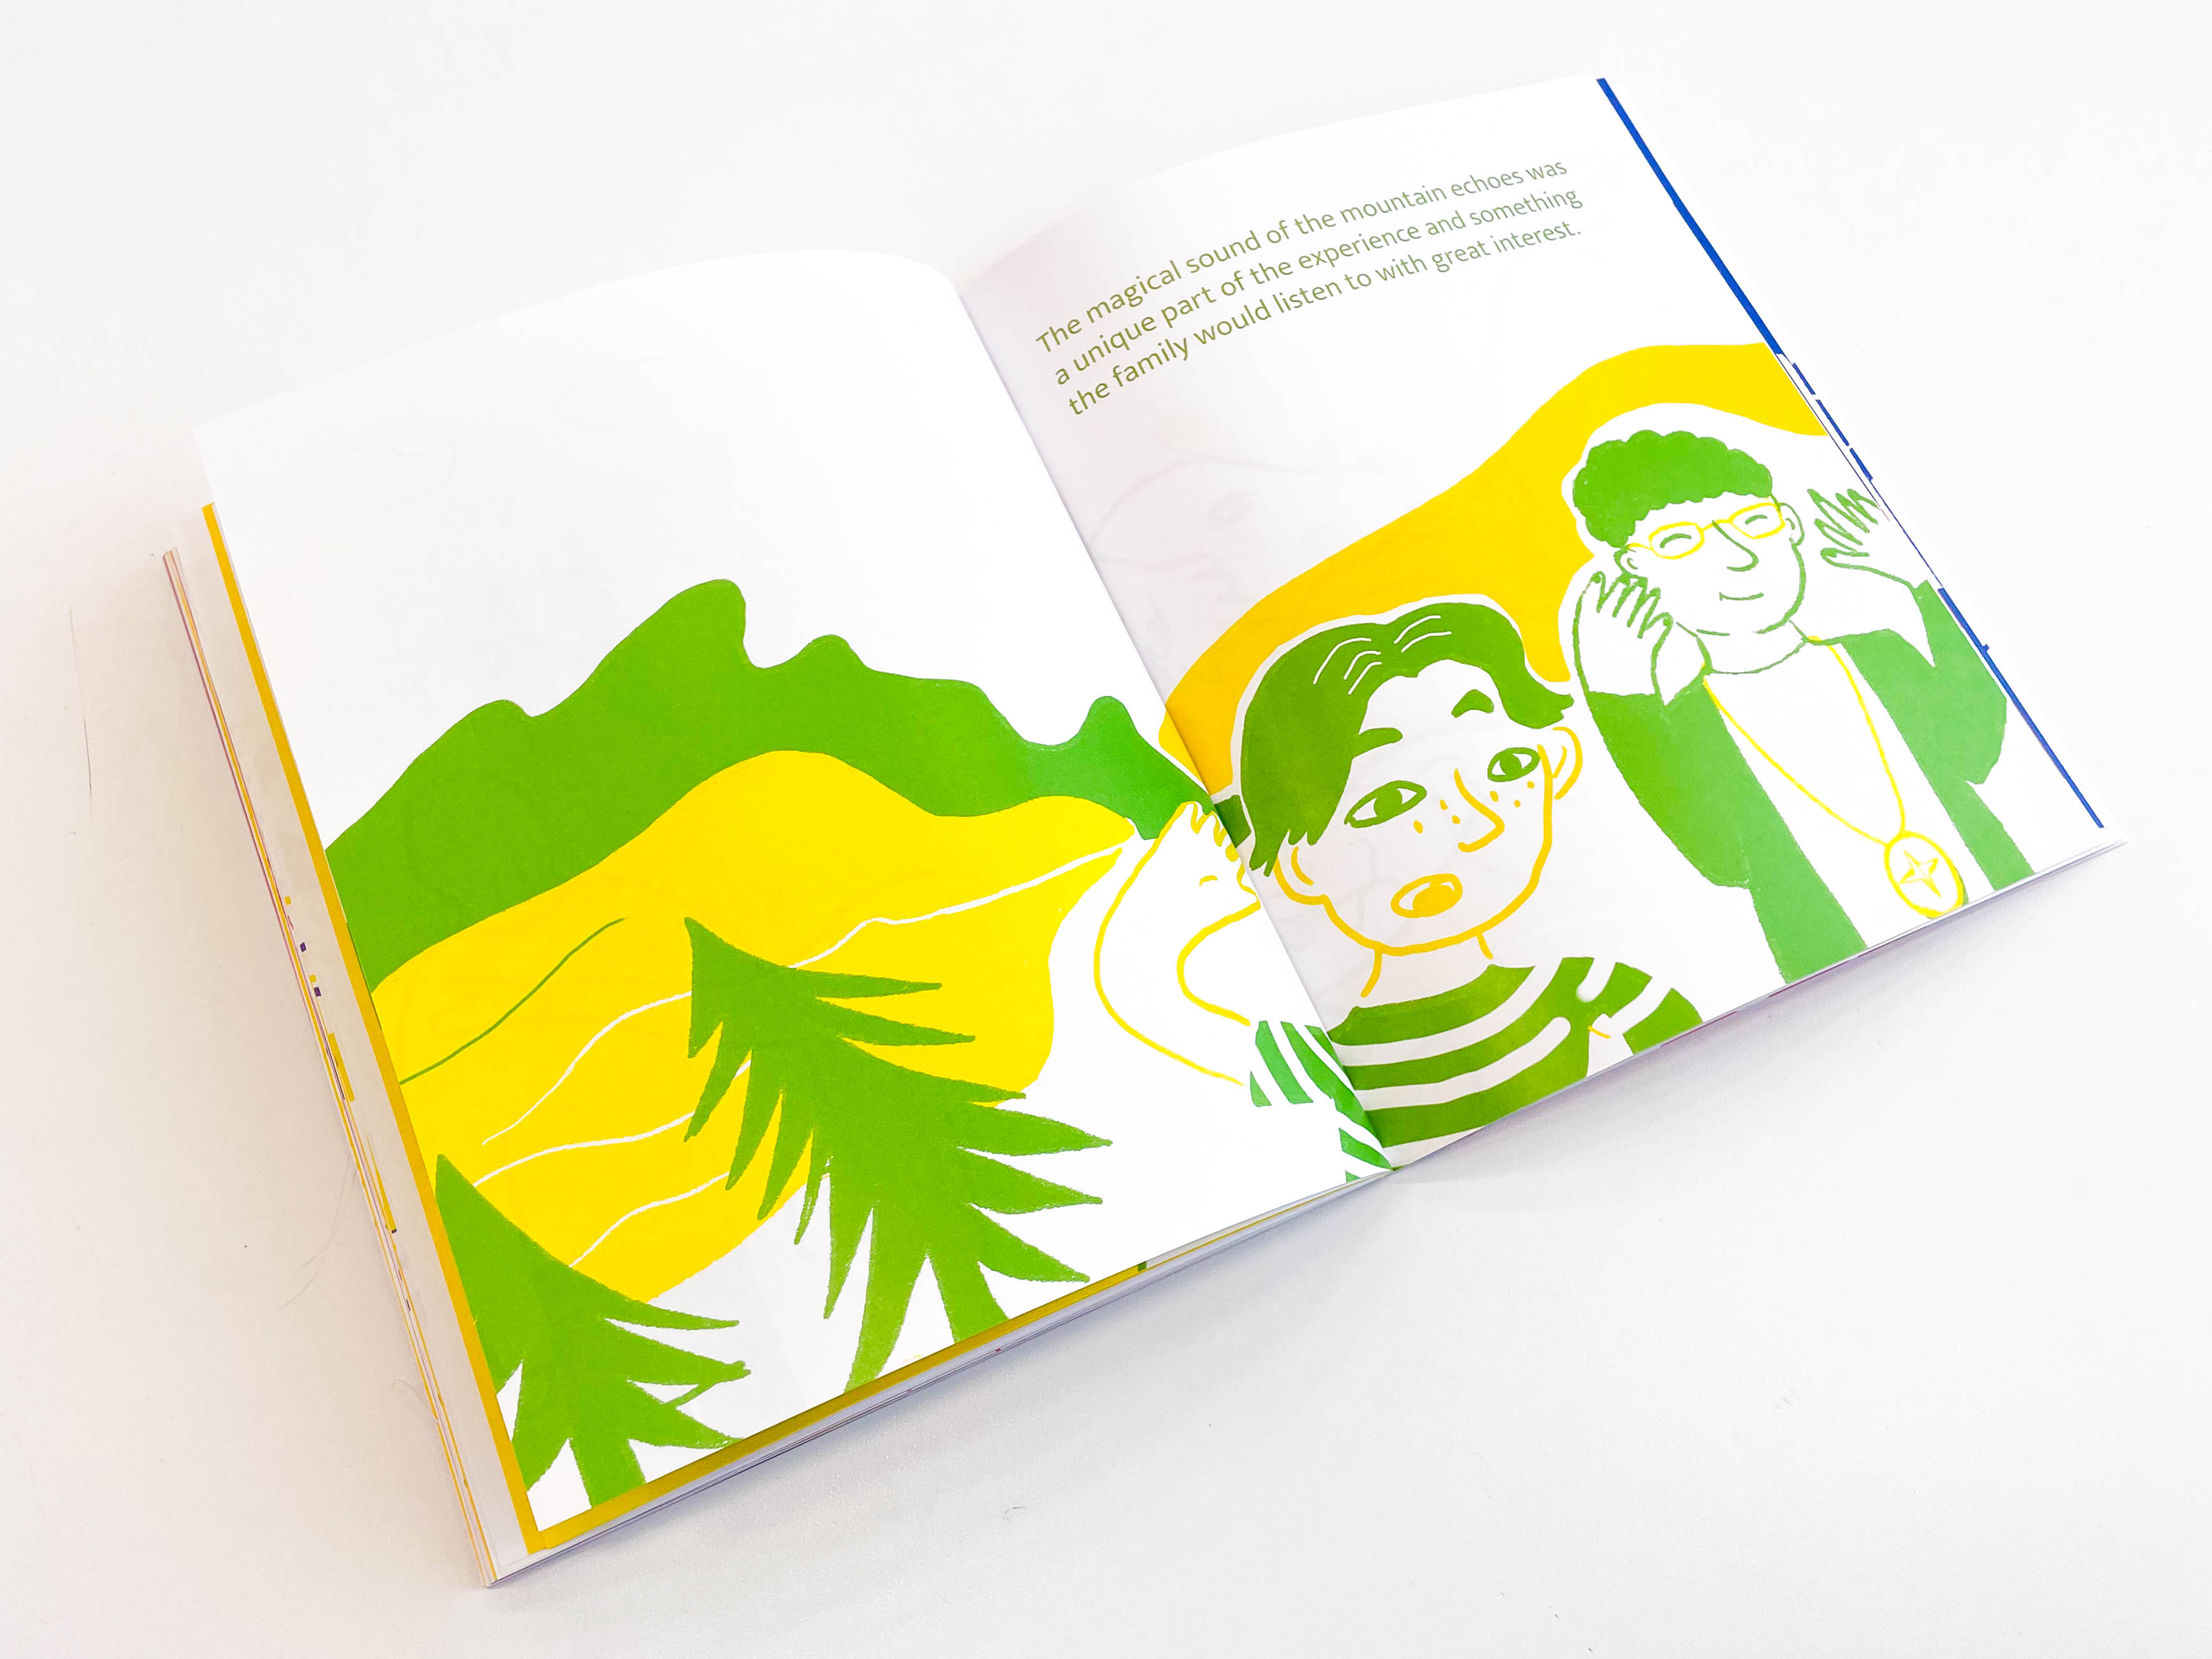 The magical sound of the mountain echoes was
a unique part of the experience and something
the family would listen to with great interest.